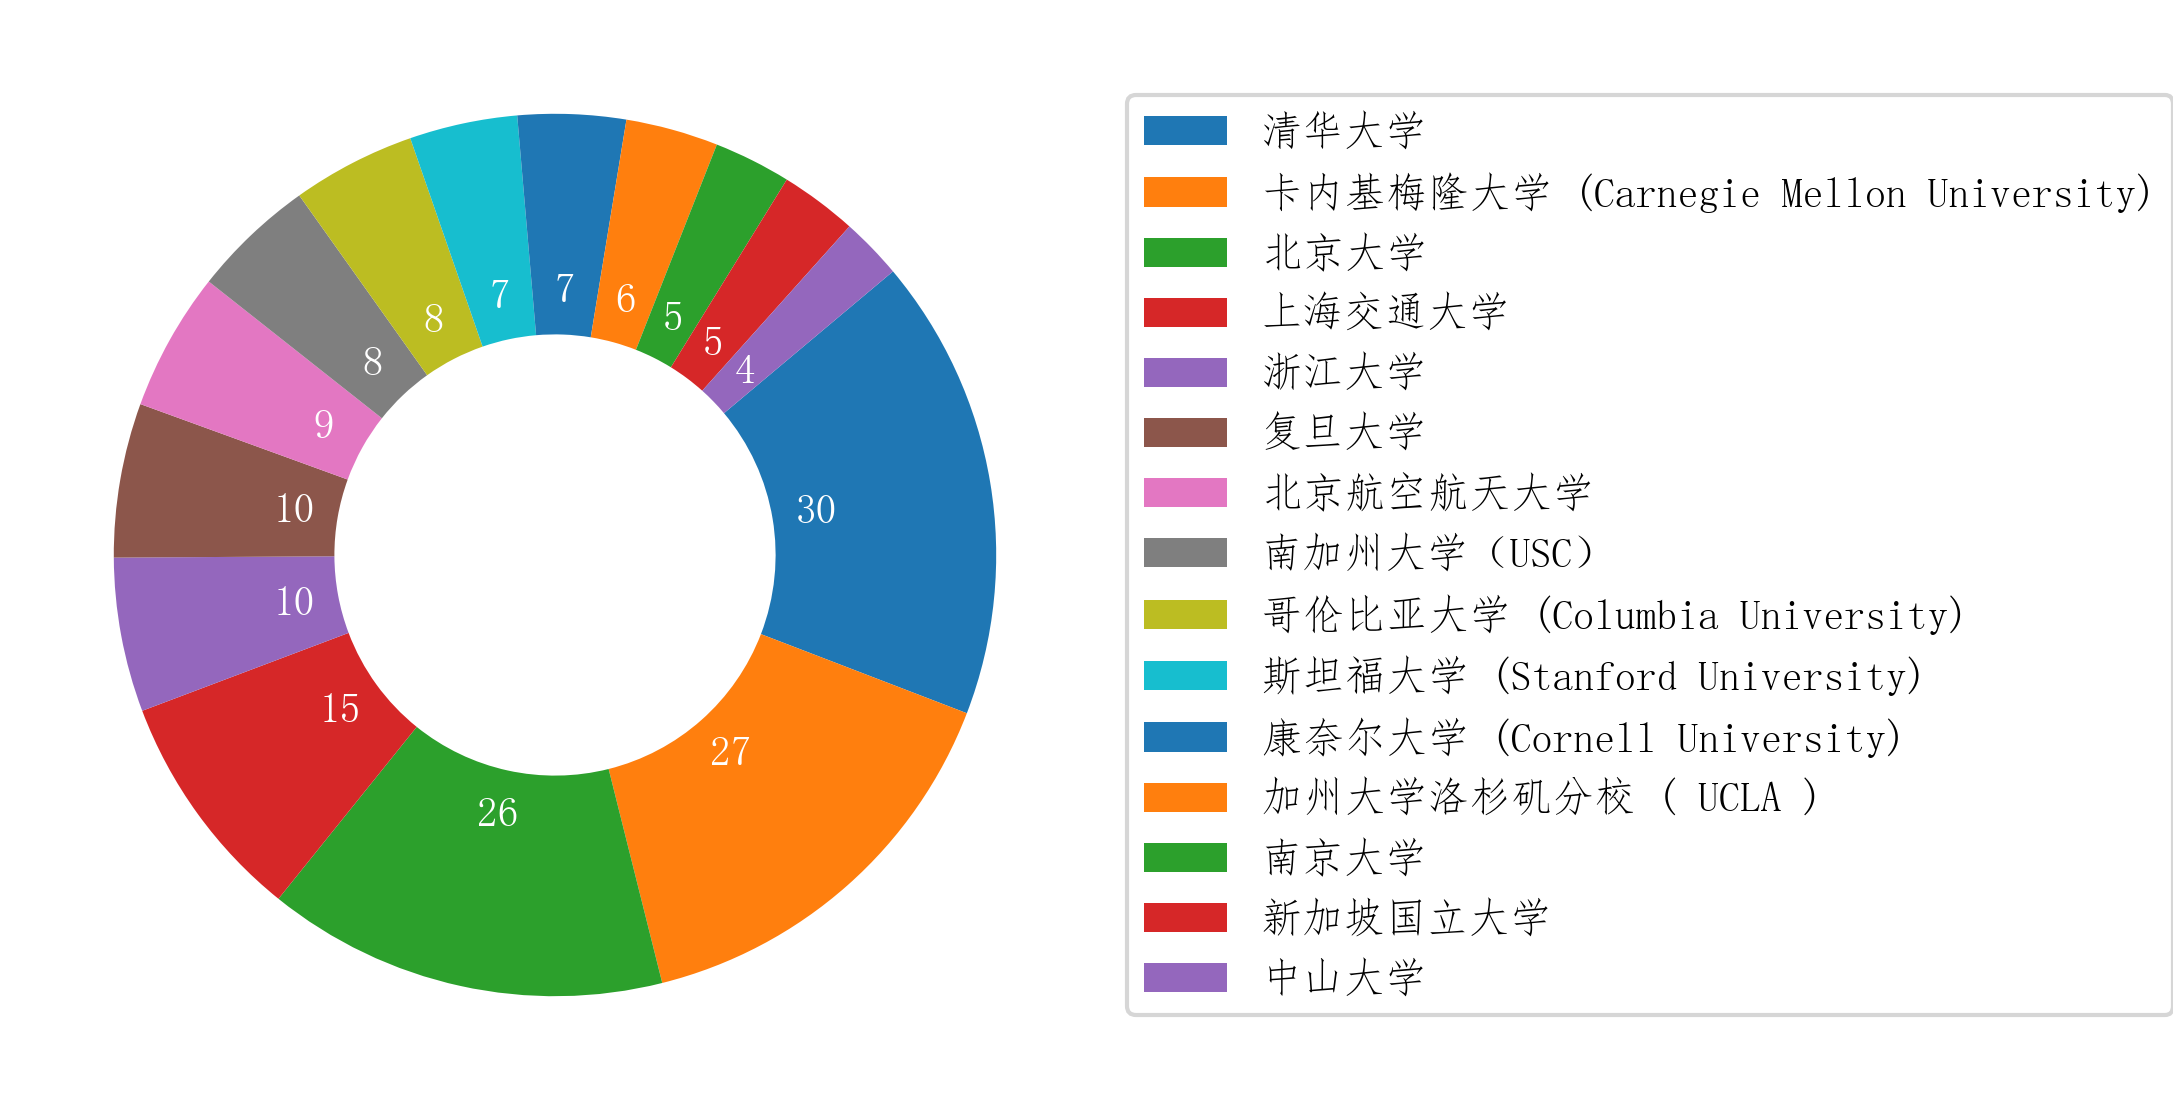 7
7
6
5
5
4
8
8
9
10
10
15
26
27
30
清华大学
卡内基梅隆大学 (Carnegie Mellon University)
北京大学
上海交通大学
浙江大学
复旦大学
北京航空航天大学
南加州大学（USC）
哥伦比亚大学 (Columbia University)
斯坦福大学 (Stanford University)
康奈尔大学 (Cornell University)
加州大学洛杉矶分校 ( UCLA )
南京大学
新加坡国立大学
中山大学